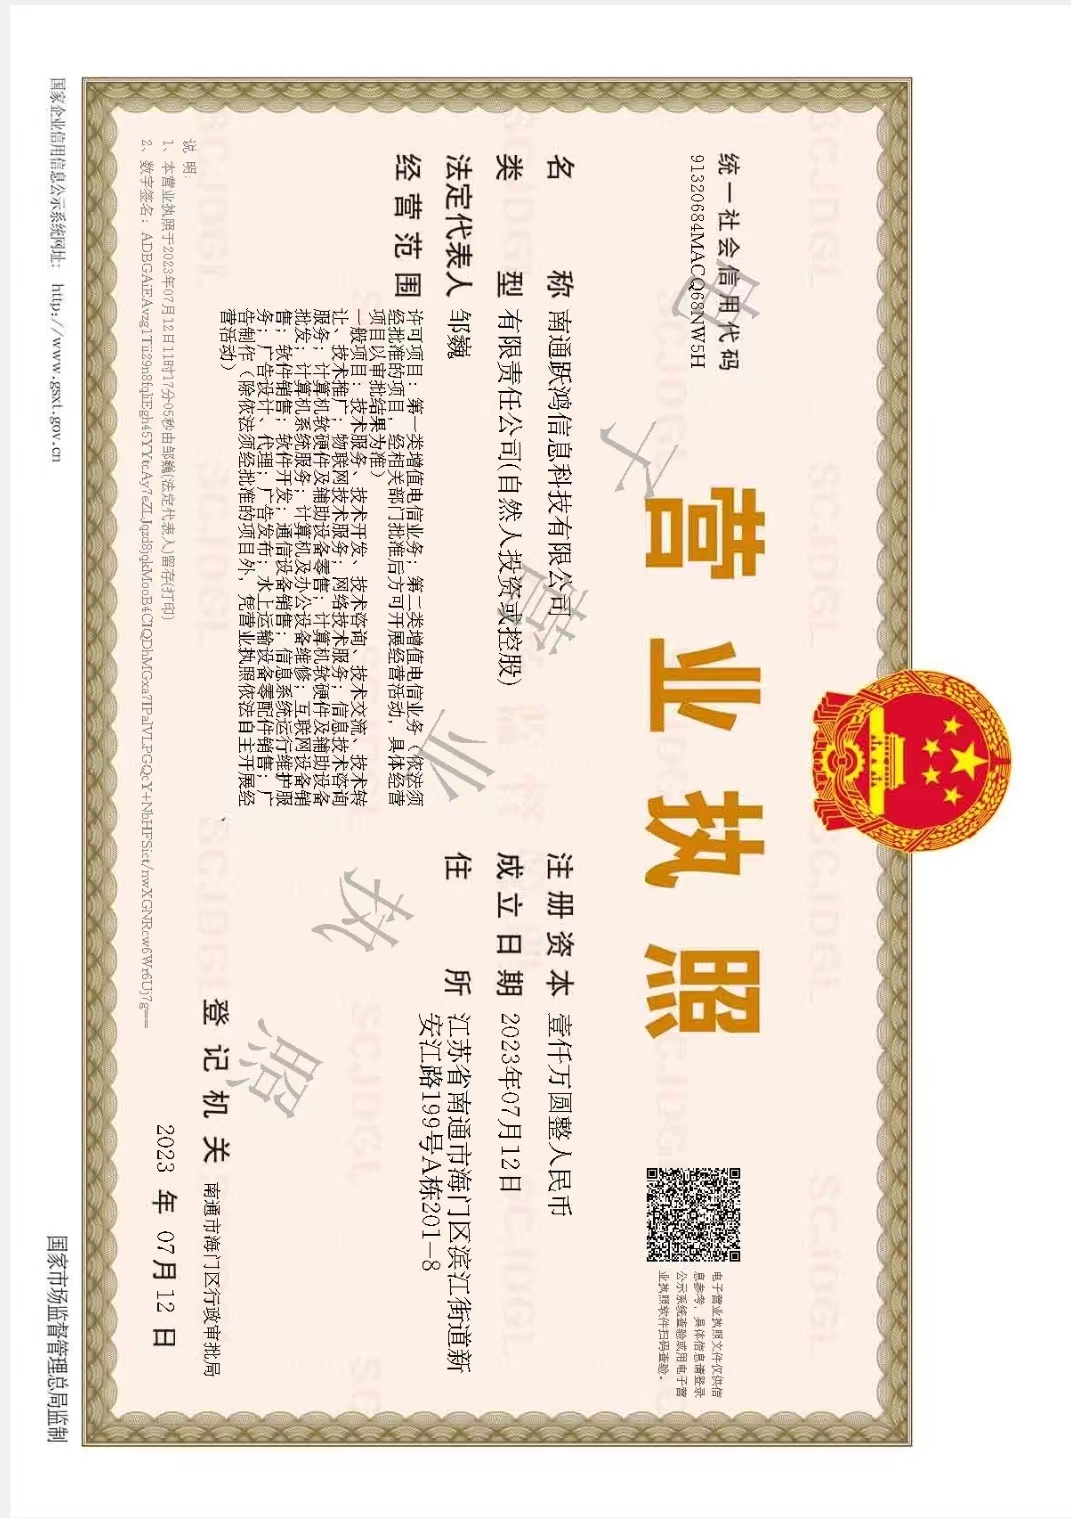 统一社会信用代码
91320684MACQ68NW5H
营业执照
电子营业执照文件仅供信
息参考，具体信息请登录
公示系统查验或用电子营
业执照软件扫码查验。
名称 南通跃鸿信息科技有限公司
类型 有限责任公司(自然人投资或控股)
法定代表人 邹巍
经营范围 许可项目：第一类增值电信业务；第二类增值电信业务（依法须
经批准的项目，经相关部门批准后方可开展经营活动，具体经营
项目以审批结果为准）
一般项目：技术服务、技术开发、技术咨询、技术交流、技术转
让、技术推广；物联网技术服务；网络技术服务；信息技术咨询
服务；计算机软硬件及辅助设备零售；计算机软硬件及辅助设备
批发；计算机系统服务；计算机及办公设备维修；互联网设备销
售；软件销售；软件开发；通信设备销售；信息系统运行维护服
务；广告设计、代理；广告发布；水上运输设备零配件销售；广
告制作（除依法须经批准的项目外，凭营业执照依法自主开展经
营活动）
注册资本 壹仟万圆整人民币
成立日期 2023年07月12日
住所 江苏省南通市海门区滨江街道新
安江路199号A栋201-8
电子营业执照
登记机关 南通市海门区行政审批局
2023 年 07月12 日
说 明:
1、本营业执照于2023年07月12日11时17分05秒由邹巍(法定代表人)留存(打印)
2、数字签名：ADBGAiEAvzg1Tii29n8fqliEgh45YYtcAy7eZLJqzd8jqkMooB4CIQDhMGxa7IPalVLPGQcY+NbHFSict/nwXGNRcw6Wr6Uj7g==
国家企业信用信息公示系统网址： http://www.gsxt.gov.cn
国家市场监督管理总局监制